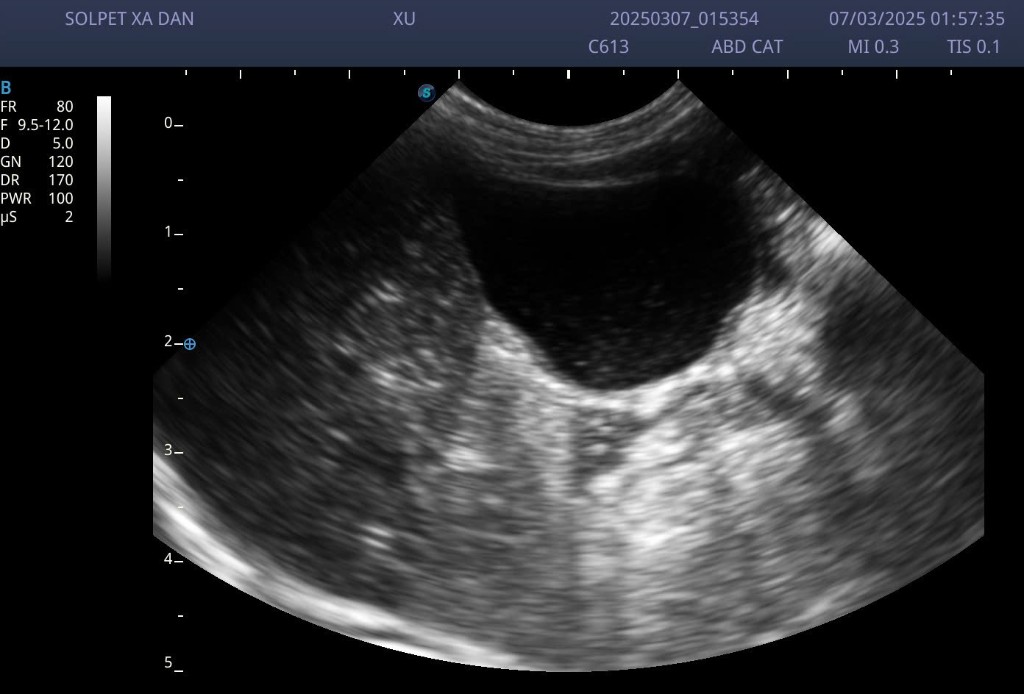 SOLPET XA DAN XU 20250307_015354 07/03/2025 01:57:35
C613 ABD CAT MI 0.3 TIS 0.1
B
FR 80
F 9.5-12.0
D 5.0
GN 120
DR 170
PWR 100
µS 2
S
0
1
2
3
4
5